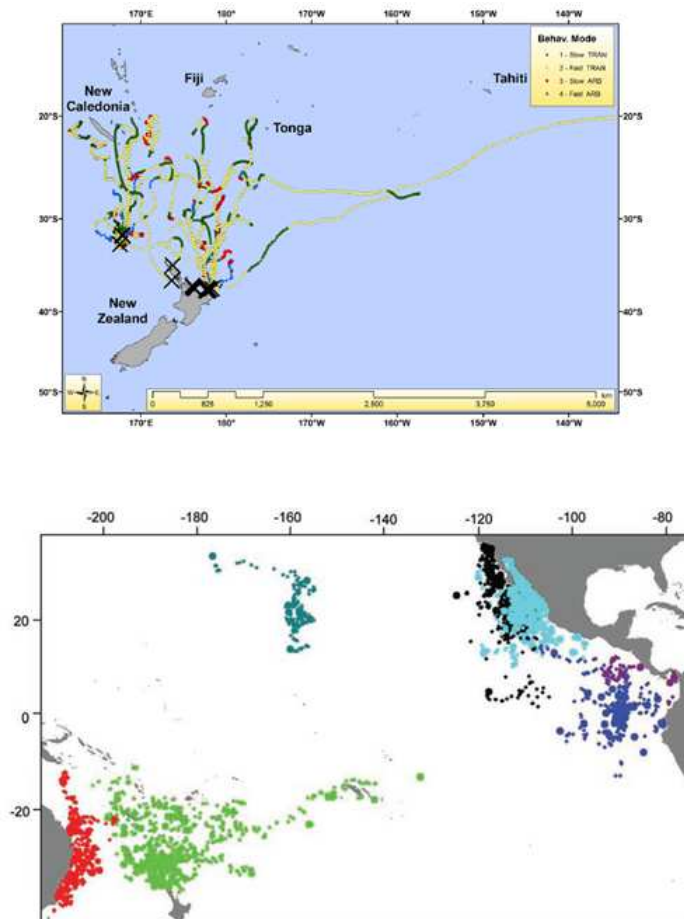 170°E 180° 170°W 160°W 150°W 140°W
Behav. Mode
1 - Slow TRAN
2 - Fast TRAN
3 - Slow ARB
4 - Fast ARB
Fiji
Tahiti
New
Caledonia
Tonga
20°S 20°S
30°S 30°S
New
Zealand
40°S 40°S
50°S 50°S
N
W E
S
0 625 1,250 2,500 3,750 5,000 km
170°E 180° 170°W 160°W 150°W 140°W
-200 -180 -160 -140 -120 -100 -80
20
0
-20